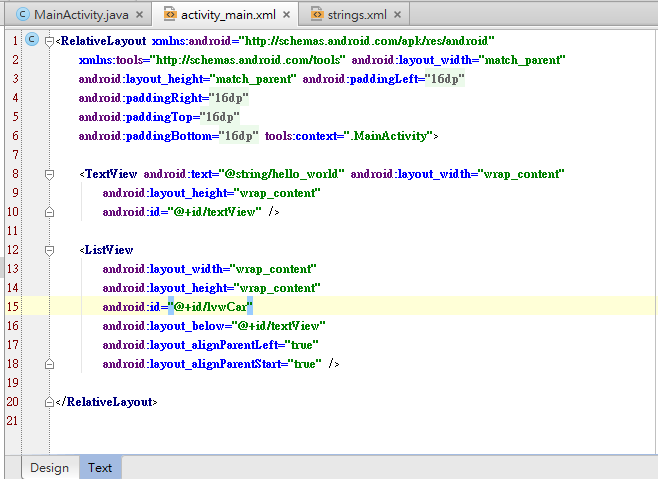 MainActivity.java activity_main.xml strings.xml
1 <RelativeLayout xmlns:android="http://schemas.android.com/apk/res/android"
2 xmlns:tools="http://schemas.android.com/tools" android:layout_width="match_parent"
3 android:layout_height="match_parent" android:paddingLeft="16dp"
4 android:paddingRight="16dp"
5 android:paddingTop="16dp"
6 android:paddingBottom="16dp" tools:context=".MainActivity">
7
8 <TextView android:text="@string/hello_world" android:layout_width="wrap_content"
9 android:layout_height="wrap_content"
10 android:id="@+id/textView" />
11
12 <ListView
13 android:layout_width="wrap_content"
14 android:layout_height="wrap_content"
15 android:id="@+id/lvwCar"
16 android:layout_below="@+id/textView"
17 android:layout_alignParentLeft="true"
18 android:layout_alignParentStart="true" />
19
20 </RelativeLayout>
21
Design Text